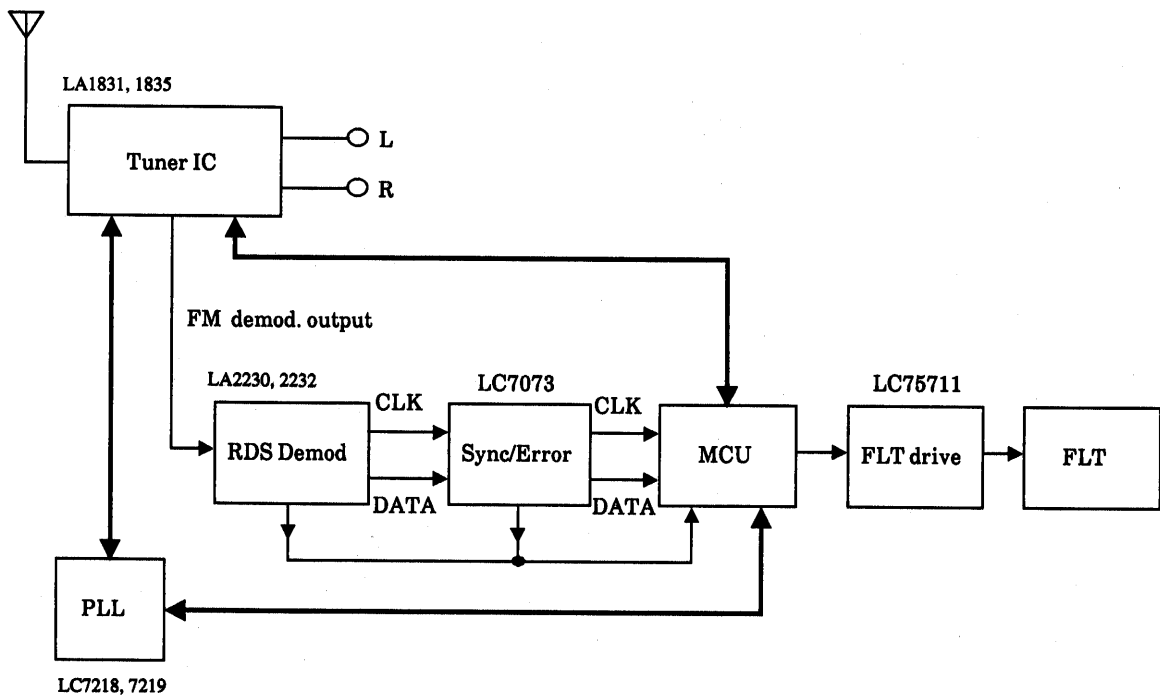 LA1831, 1835
Tuner IC
L
R
FM demod. output
LA2230, 2232
RDS Demod
CLK
DATA
LC7073
Sync/Error
CLK
DATA
MCU
LC75711
FLT drive
FLT
PLL
LC7218, 7219